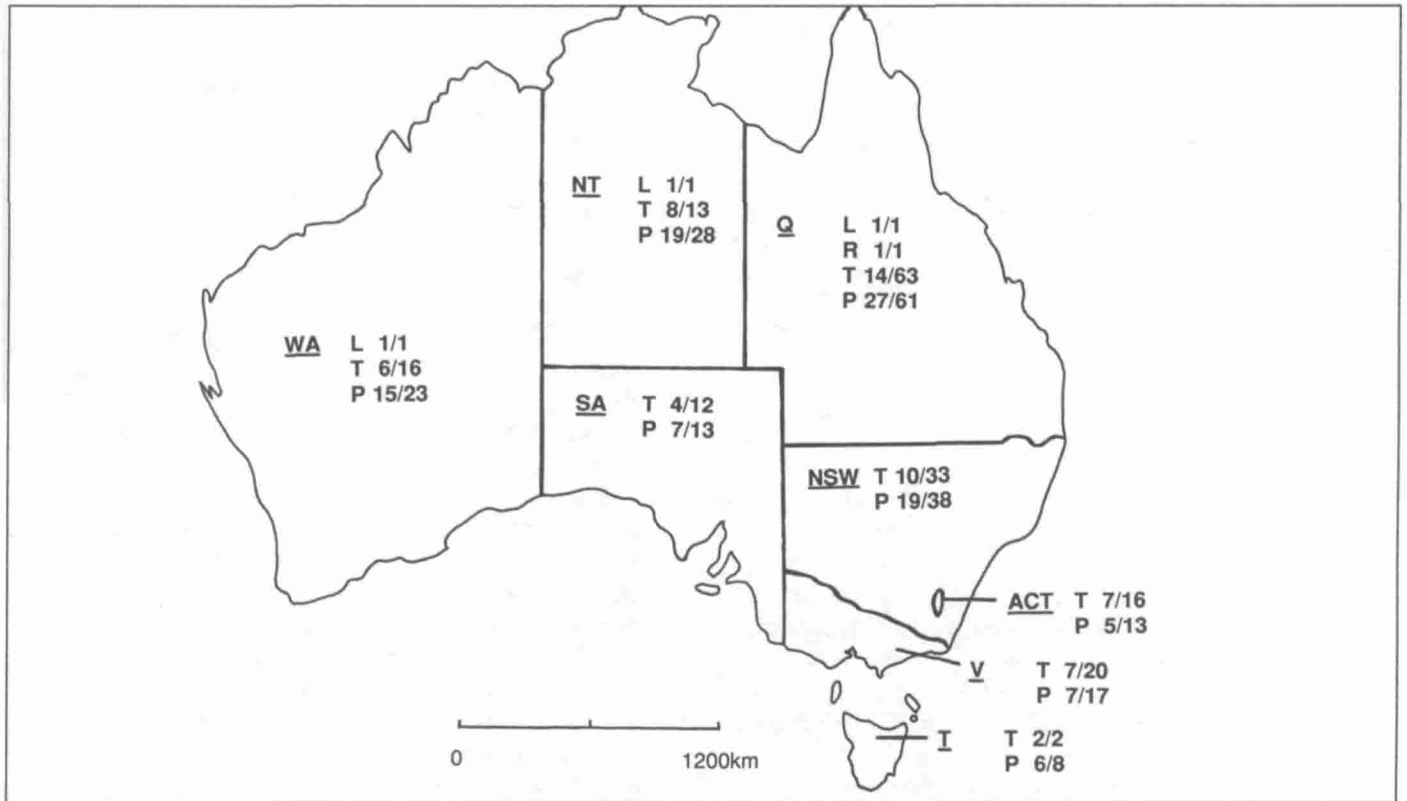 NT L 1/1
T 8/13
P 19/28
Q L 1/1
R 1/1
T 14/63
P 27/61
WA L 1/1
T 6/16
P 15/23
SA T 4/12
P 7/13
NSW T 10/33
P 19/38
ACT T 7/16
P 5/13
V T 7/20
P 7/17
T T 2/2
P 6/8
0 1200km